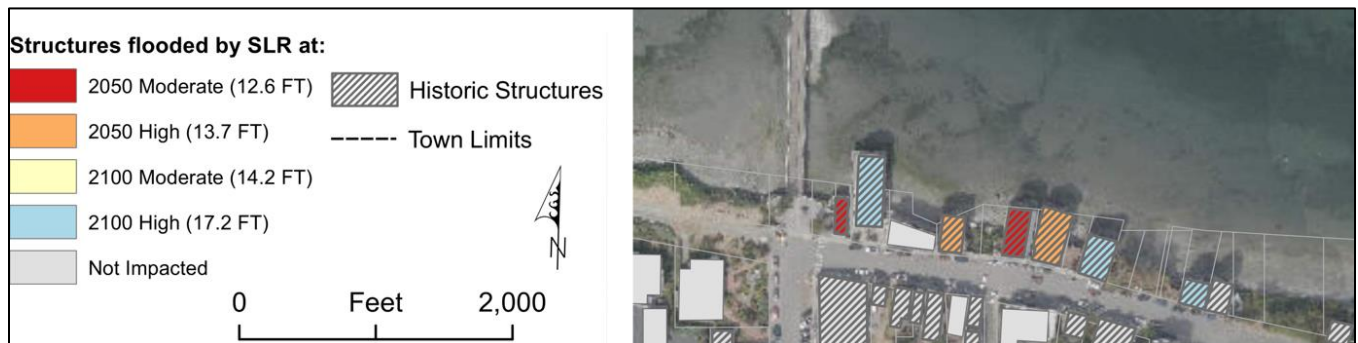 Structures flooded by SLR at:
2050 Moderate (12.6 FT)
2050 High (13.7 FT)
2100 Moderate (14.2 FT)
2100 High (17.2 FT)
Not Impacted
Historic Structures
Town Limits
N
0 Feet 2,000